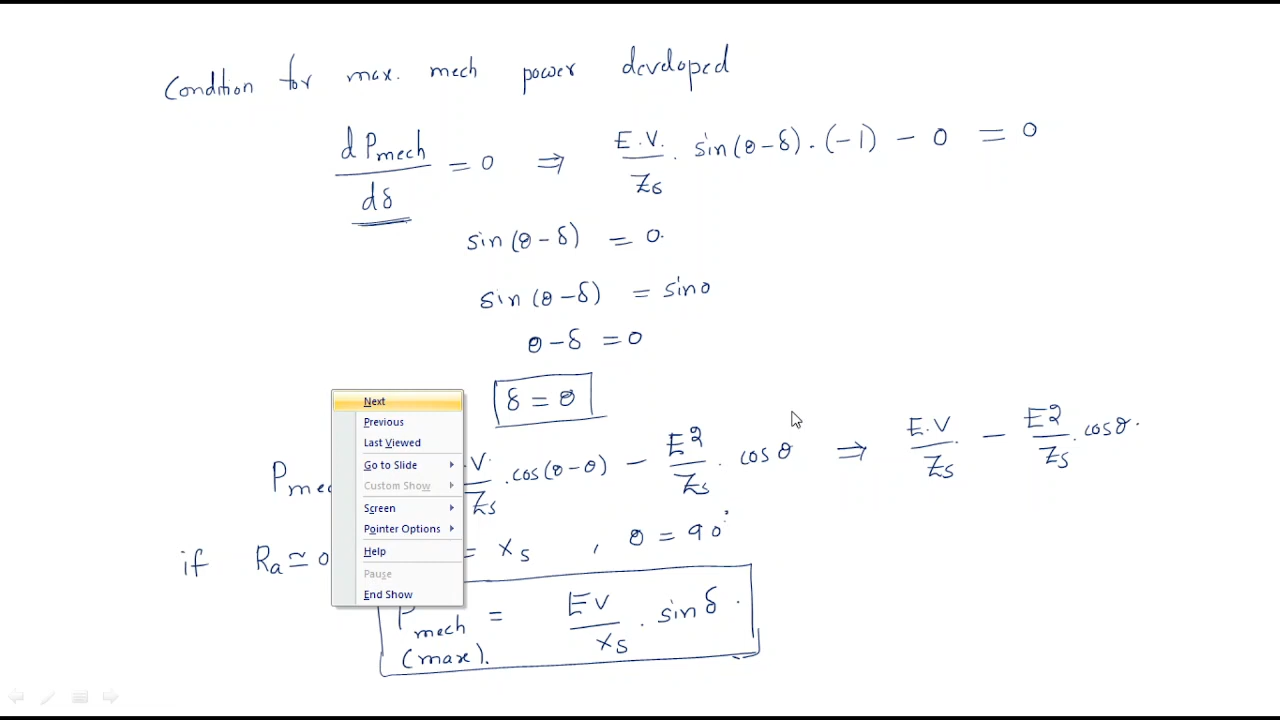 Condition for max. mech power developed
dPmech/dδ = 0 ⇒ E.V./Zs . sin(θ-δ) . (-1) - 0 = 0
sin(θ-δ) = 0.
sin(θ-δ) = sin0
θ-δ = 0
δ = θ
Pmec V./Zs . cos(θ-θ) - E²/Zs . cosθ ⇒ E.V/Zs. - E²/Zs . cosθ.
if Ra≃0 = Xs , θ = 90°
Pmech (max). = EV/Xs . sinδ .
Next
Previous
Last Viewed
Go to Slide
Custom Show
Screen
Pointer Options
Help
Pause
End Show